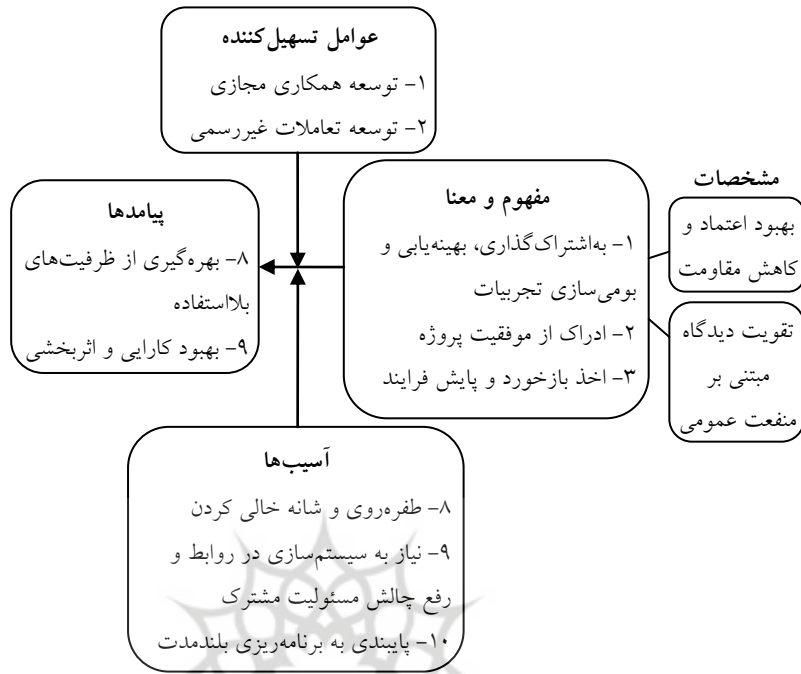 عوامل تسهیل‌کننده
۱- توسعه همکاری مجازی
۲- توسعه تعاملات غیررسمی
مشخصات
بهبود اعتماد و
کاهش مقاومت
تقویت دیدگاه
مبتنی بر
منفعت عمومی
مفهوم و معنا
۱- به‌اشتراک‌گذاری، بهینه‌یابی و
بومی‌سازی تجربیات
۲- ادراک از موفقیت پروژه
۳- اخذ بازخورد و پایش فرایند
پیامدها
۸- بهره‌گیری از ظرفیت‌های
بلااستفاده
۹- بهبود کارایی و اثربخشی
آسیب‌ها
۸- طفره‌روی و شانه خالی کردن
۹- نیاز به سیستم‌سازی در روابط و
رفع چالش مسئولیت مشترک
۱۰- پایبندی به برنامه‌ریزی بلندمدت